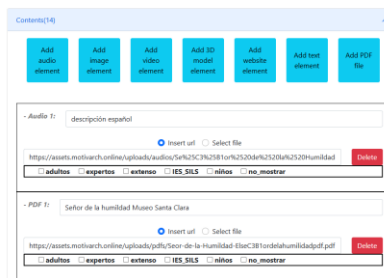 Contents(14)
Add audio element
Add image element
Add video element
Add 3D model element
Add website element
Add text element
Add PDF file
- Audio 1: descripción español
Insert url Select file
https://assets.motivarch.online/uploads/audios/Se%25C3%2581or%2520de%2520la%2520Humildad Delete
adultos expertos extenso IES_SILS niños no_mostrar
- PDF 1: Señor de la humildad Museo Santa Clara
Insert url Select file
https://assets.motivarch.online/uploads/pdfs/Seor-de-la-Humildad-ElseC381ordelahumilidadpdf.pdf Delete
adultos expertos extenso IES_SILS niños no_mostrar